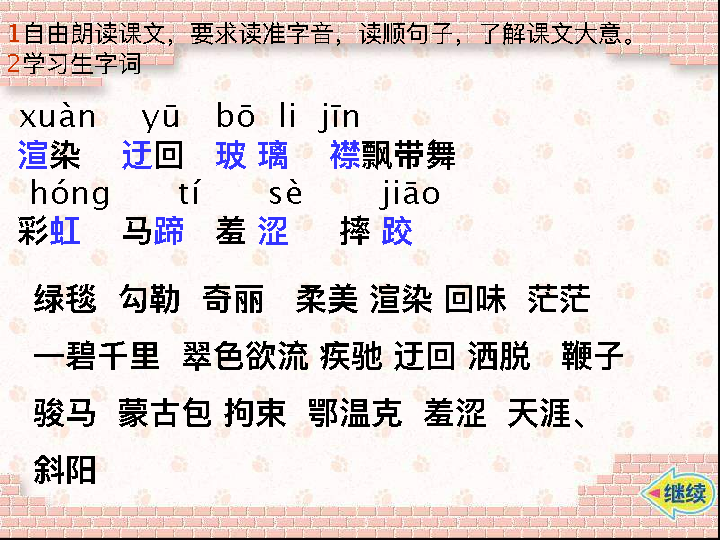 1自由朗读课文，要求读准字音，读顺句子，了解课文大意。
2学习生字词
xuàn yū bō li jīn
渲染 迂回 玻 璃 襟飘带舞
hóng tí sè jiāo
彩虹 马蹄 羞 涩 摔 跤
绿毯 勾勒 奇丽 柔美 渲染 回味 茫茫
一碧千里 翠色欲流 疾驰 迂回 洒脱 鞭子
骏马 蒙古包 拘束 鄂温克 羞涩 天涯、
斜阳
继续